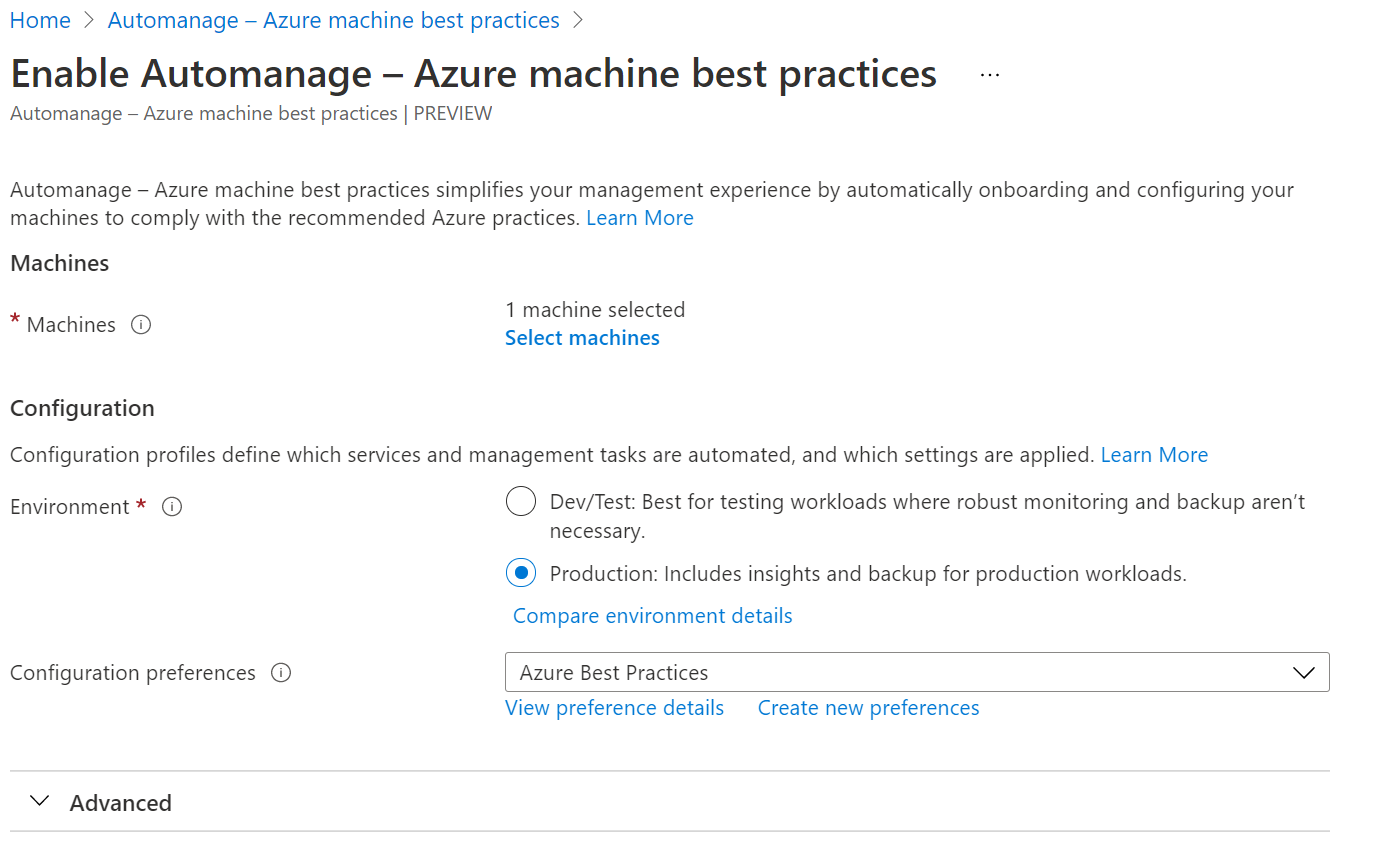 Home > Automanage – Azure machine best practices >
Enable Automanage – Azure machine best practices ...
Automanage – Azure machine best practices | PREVIEW
Automanage – Azure machine best practices simplifies your management experience by automatically onboarding and configuring your
machines to comply with the recommended Azure practices. Learn More
Machines
* Machines
1 machine selected
Select machines
Configuration
Configuration profiles define which services and management tasks are automated, and which settings are applied. Learn More
Environment *
Dev/Test: Best for testing workloads where robust monitoring and backup aren’t
necessary.
Production: Includes insights and backup for production workloads.
Compare environment details
Configuration preferences
Azure Best Practices
View preference details Create new preferences
Advanced